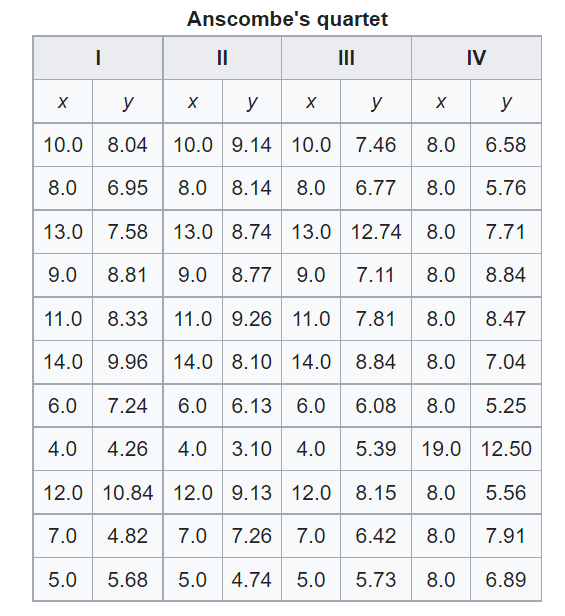 Anscombe's quartet
I II III IV
x y x y x y x y
10.0 8.04 10.0 9.14 10.0 7.46 8.0 6.58
8.0 6.95 8.0 8.14 8.0 6.77 8.0 5.76
13.0 7.58 13.0 8.74 13.0 12.74 8.0 7.71
9.0 8.81 9.0 8.77 9.0 7.11 8.0 8.84
11.0 8.33 11.0 9.26 11.0 7.81 8.0 8.47
14.0 9.96 14.0 8.10 14.0 8.84 8.0 7.04
6.0 7.24 6.0 6.13 6.0 6.08 8.0 5.25
4.0 4.26 4.0 3.10 4.0 5.39 19.0 12.50
12.0 10.84 12.0 9.13 12.0 8.15 8.0 5.56
7.0 4.82 7.0 7.26 7.0 6.42 8.0 7.91
5.0 5.68 5.0 4.74 5.0 5.73 8.0 6.89